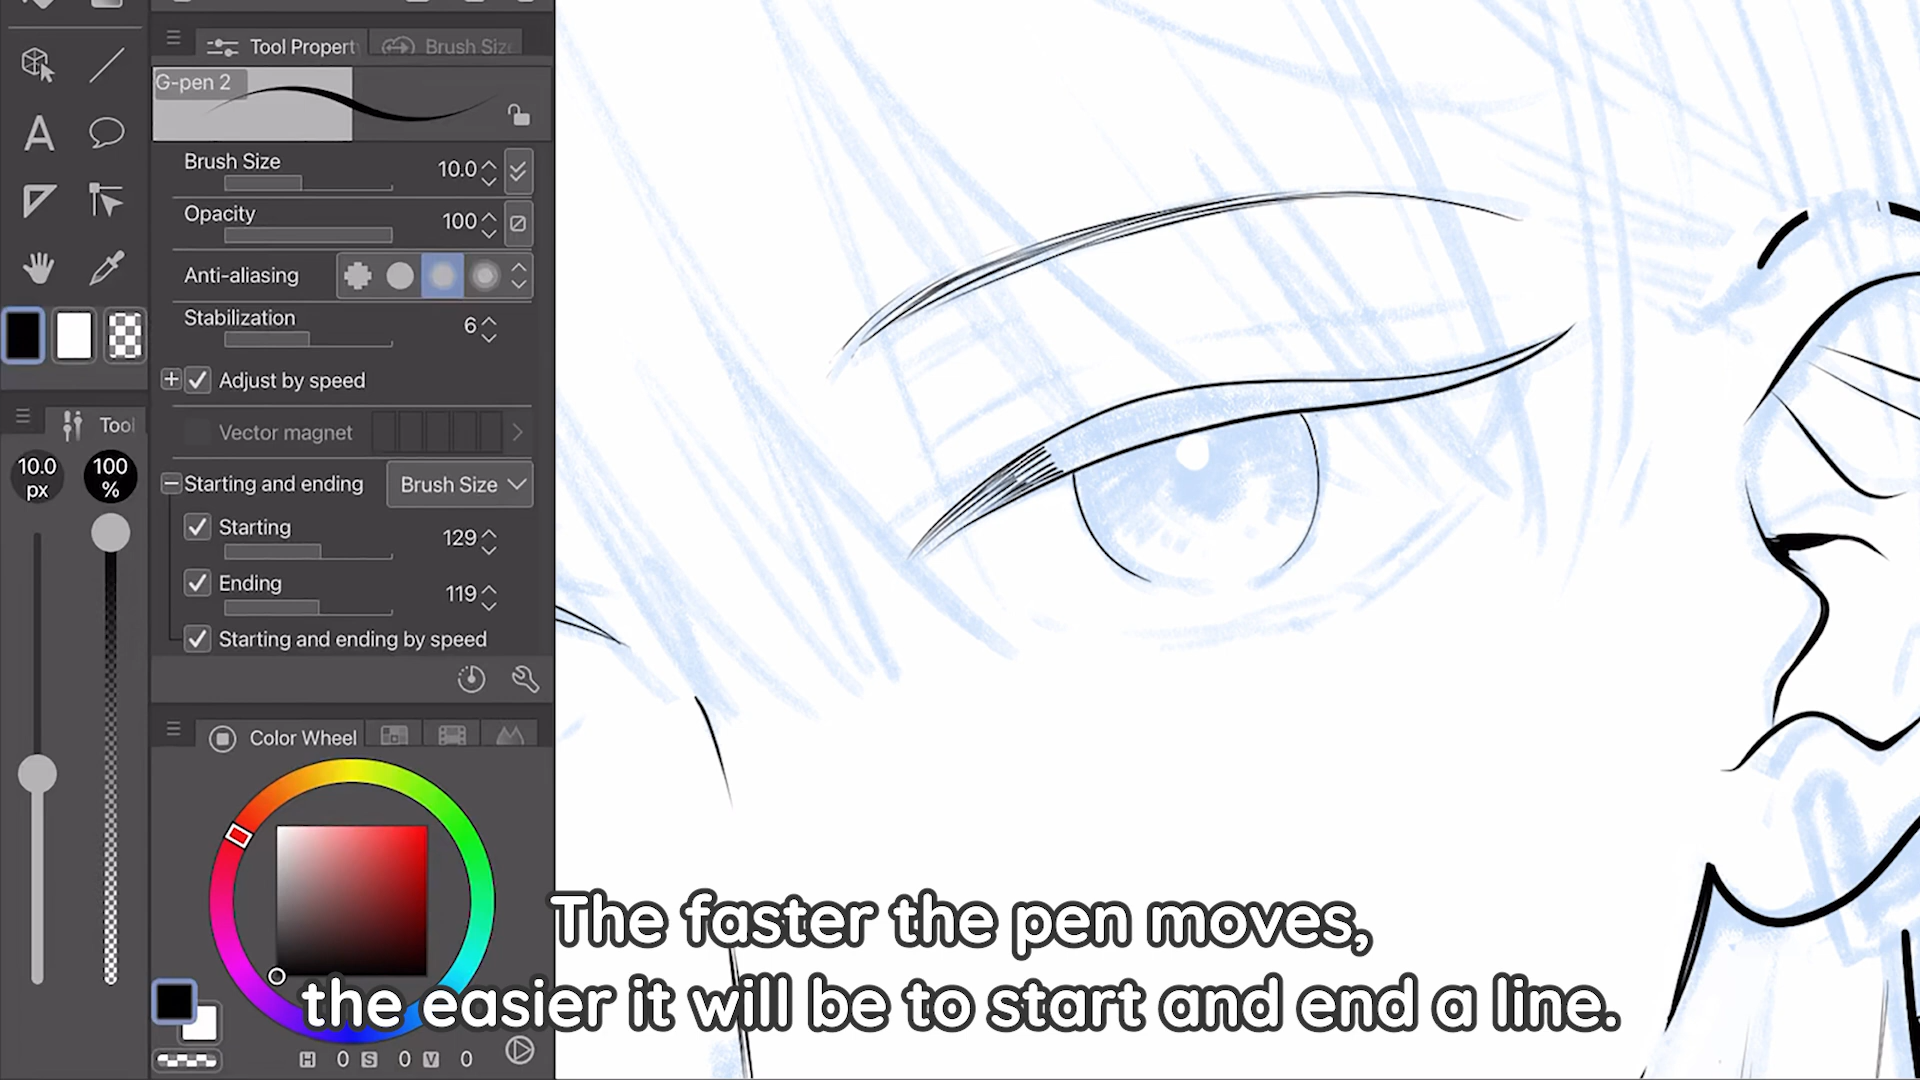 Tool Property
Brush Size
G-pen 2
Brush Size 10.0
Opacity 100
Anti-aliasing
Stabilization 6
Adjust by speed
Vector magnet
Starting and ending Brush Size
Starting 129
Ending 119
Starting and ending by speed
A
Tool
10.0 px
100 %
Color Wheel
H 0 S 0 V 0
The faster the pen moves,
the easier it will be to start and end a line.